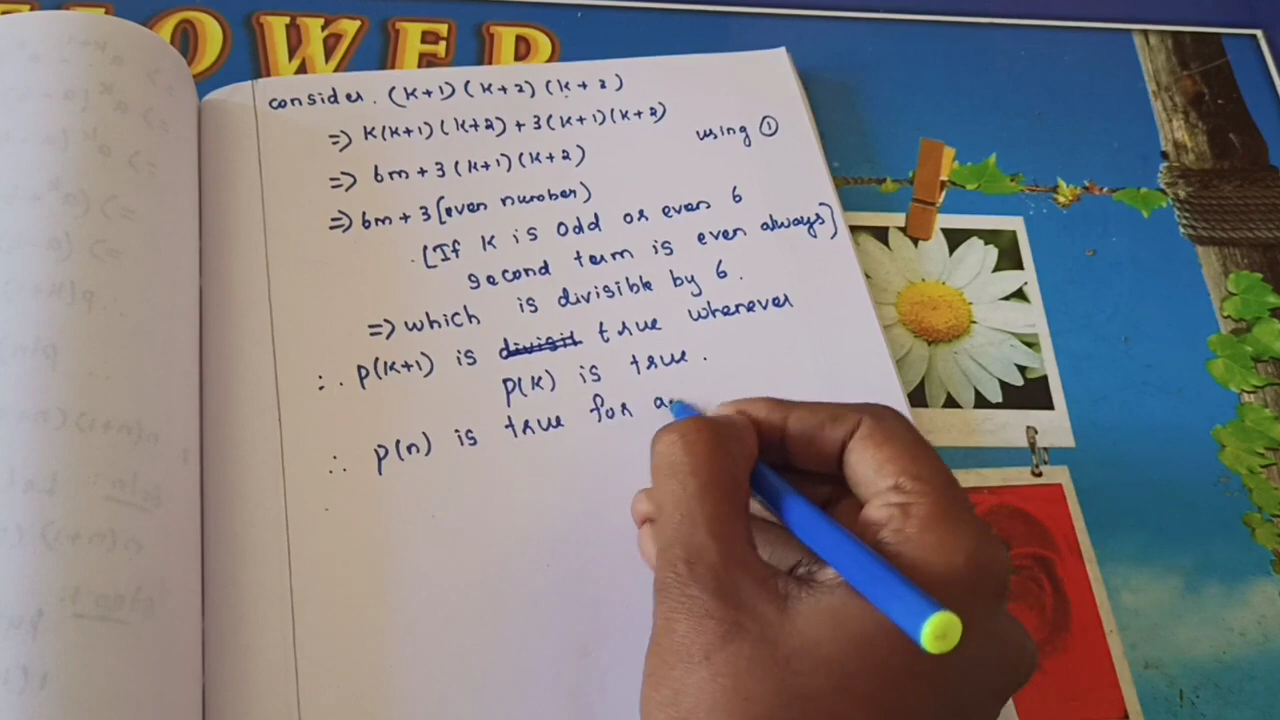 LOWER
consider. (k+1)(k+2)(k+3)
=> k(k+1)(k+2)+3(k+1)(k+2)
=> 6m+3(k+1)(k+2) using ①
=> 6m+3[even number)
[If k is odd or even 6
second term is even always]
=> which is divisible by 6.
∴ p(k+1) is divisil true whenever
p(k) is true.
∴ p(n) is true for a